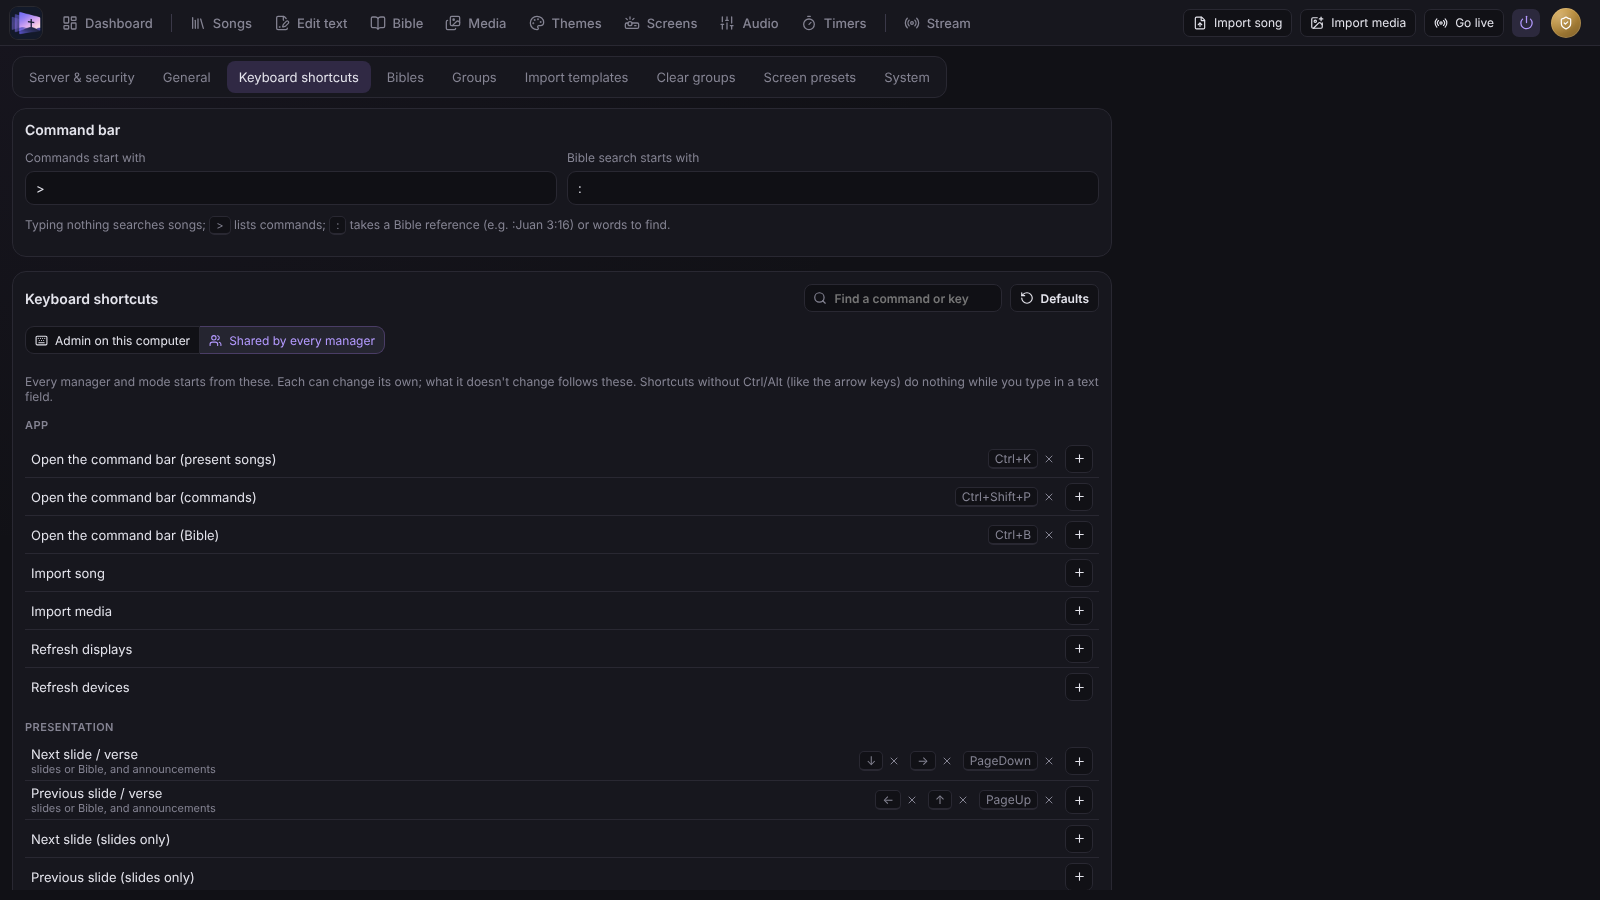 Dashboard
Songs
Edit text
Bible
Media
Themes
Screens
Audio
Timers
Stream
Import song
Import media
Go live
Server & security
General
Keyboard shortcuts
Bibles
Groups
Import templates
Clear groups
Screen presets
System
Command bar
Commands start with
Bible search starts with
>
:
Typing nothing searches songs; > lists commands; : takes a Bible reference (e.g. :Juan 3:16) or words to find.
Keyboard shortcuts
Find a command or key
Defaults
Admin on this computer
Shared by every manager
Every manager and mode starts from these. Each can change its own; what it doesn't change follows these. Shortcuts without Ctrl/Alt (like the arrow keys) do nothing while you type in a text
field.
APP
Open the command bar (present songs)
Ctrl+K × +
Open the command bar (commands)
Ctrl+Shift+P × +
Open the command bar (Bible)
Ctrl+B × +
Import song
+
Import media
+
Refresh displays
+
Refresh devices
+
PRESENTATION
Next slide / verse
slides or Bible, and announcements
↓ × → × PageDown × +
Previous slide / verse
slides or Bible, and announcements
← × ↑ × PageUp × +
Next slide (slides only)
+
Previous slide (slides only)
+